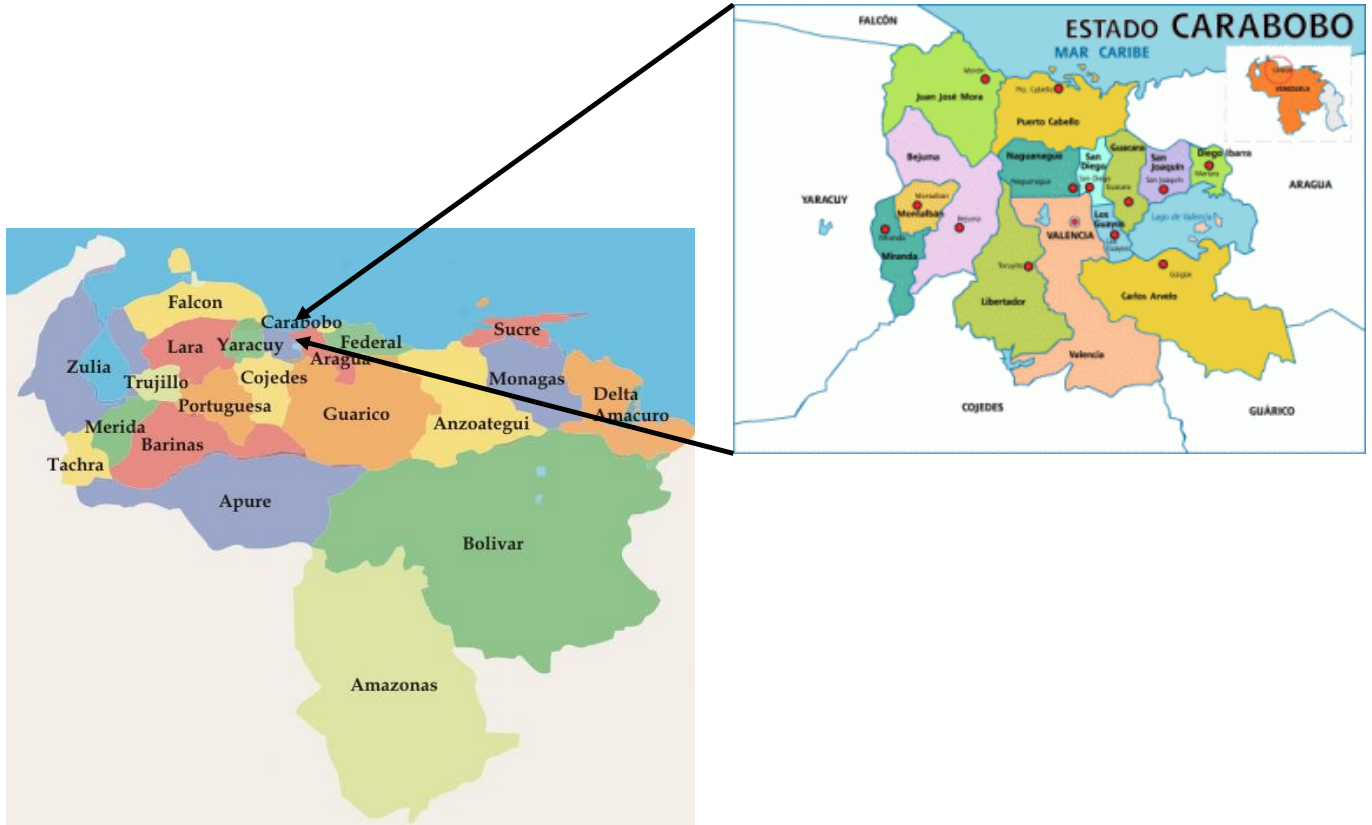 Falcon
Carabobo
Sucre
Lara
Yaracuy
Federal
Zulia
Aragua
Trujillo
Cojedes
Monagas
Delta
Amacuro
Portuguesa
Guarico
Merida
Barinas
Anzoategui
Tachra
Apure
Bolivar
Amazonas
FALCÓN
ESTADO CARABOBO
MAR CARIBE
Morón
VENEZUELA
Juan José Mora
Pto. Cabello
Puerto Cabello
Bejuma
Naguanagua
San
Diego
Guacara
San
Joaquín
Diego Ibarra
Naguanagua
San Diego
Guacara
San Joaquín
Mariara
ARAGUA
YARACUY
Montalbán
Montalbán
Bejuma
Miranda
Miranda
VALENCIA
Los
Guayos
Los
Guayos
Lago de Valencia
Tocuyito
Libertador
Güigüe
Carlos Arvelo
Valencia
COJEDES
GUÁRICO